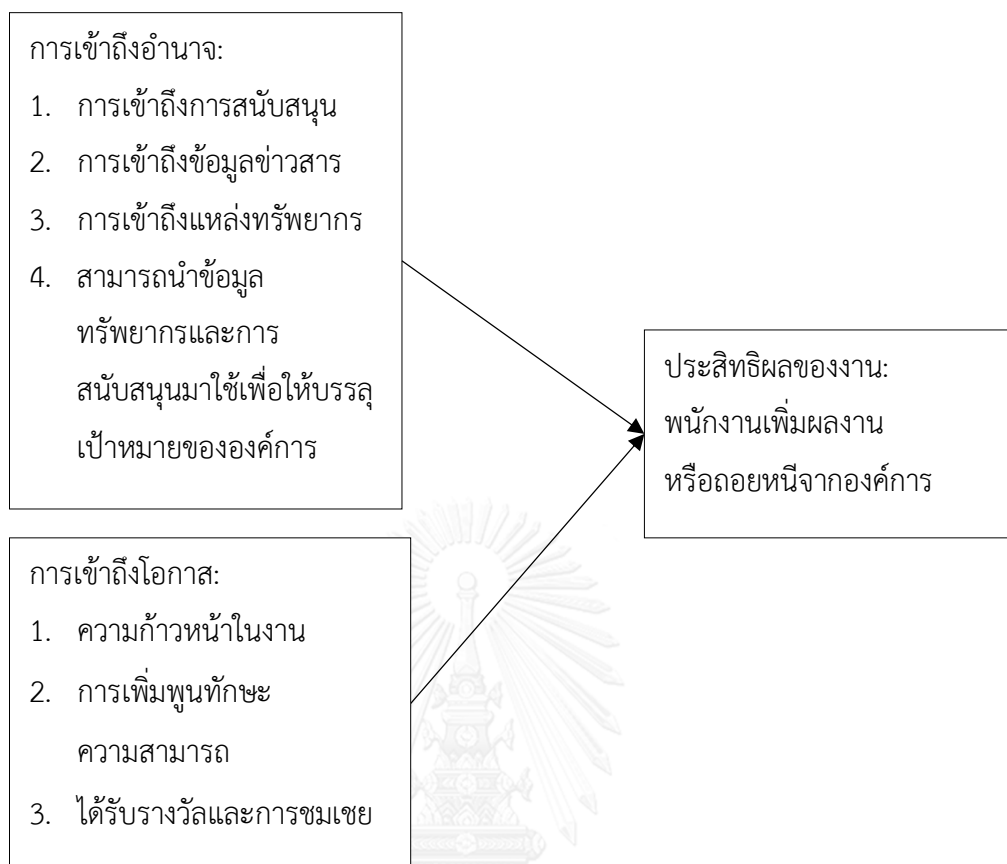 การเข้าถึงอำนาจ:
1. การเข้าถึงการสนับสนุน
2. การเข้าถึงข้อมูลข่าวสาร
3. การเข้าถึงแหล่งทรัพยากร
4. สามารถนำข้อมูล
ทรัพยากรและการ
สนับสนุนมาใช้เพื่อให้บรรลุ
เป้าหมายขององค์การ
ประสิทธิผลของงาน:
พนักงานเพิ่มผลงาน
หรือถอยหนีจากองค์การ
การเข้าถึงโอกาส:
1. ความก้าวหน้าในงาน
2. การเพิ่มพูนทักษะ
ความสามารถ
3. ได้รับรางวัลและการชมเชย